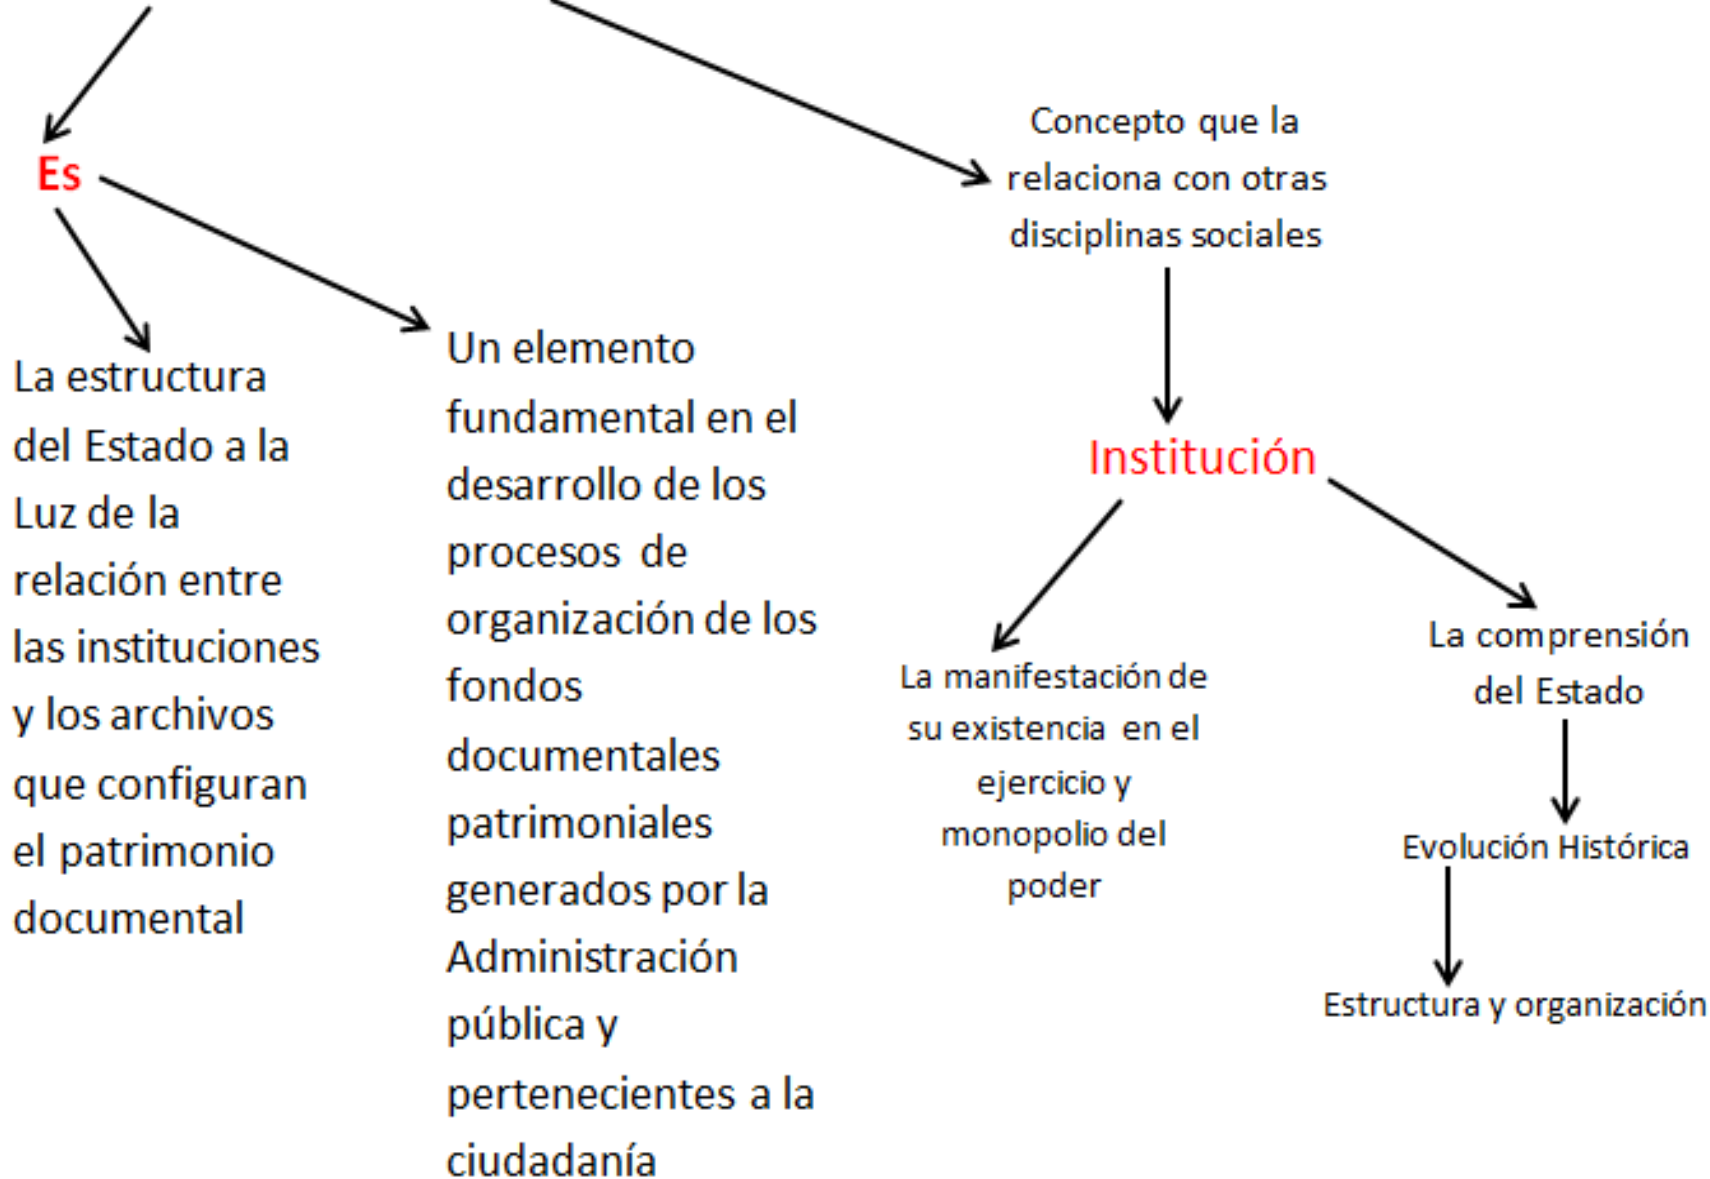 Es
La estructura
del Estado a la
Luz de la
relación entre
las instituciones
y los archivos
que configuran
el patrimonio
documental
Un elemento
fundamental en el
desarrollo de los
procesos de
organización de los
fondos
documentales
patrimoniales
generados por la
Administración
pública y
pertenecientes a la
ciudadanía
Concepto que la
relaciona con otras
disciplinas sociales
Institución
La manifestación de
su existencia en el
ejercicio y
monopolio del
poder
La comprensión
del Estado
Evolución Histórica
Estructura y organización